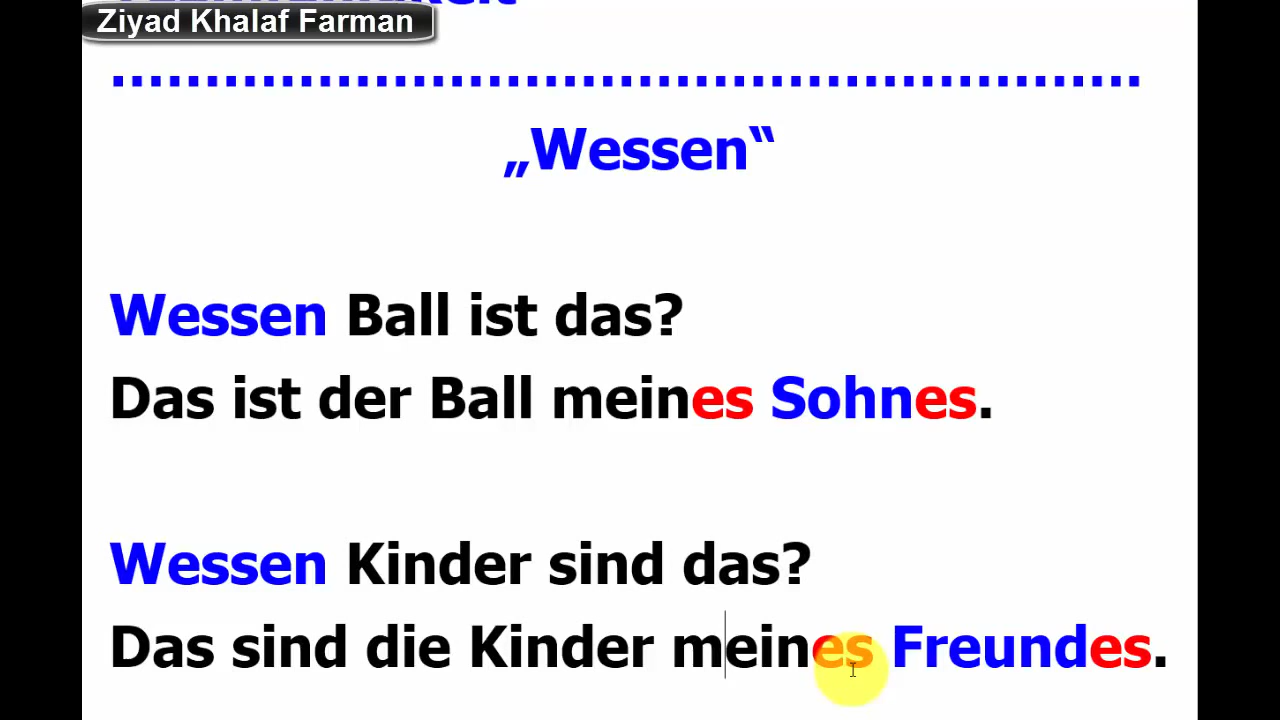 Ziyad Khalaf Farman
„Wessen“
Wessen Ball ist das?
Das ist der Ball meines Sohnes.
Wessen Kinder sind das?
Das sind die Kinder meines Freundes.